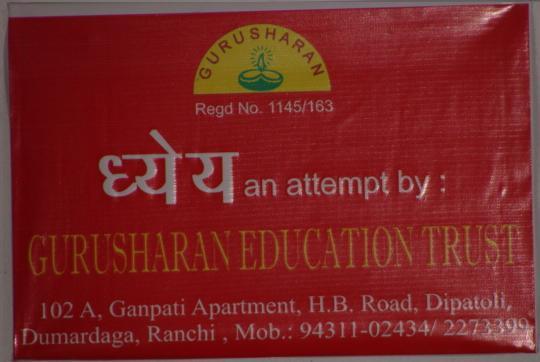 GURUSHARAN
Regd No. 1145/163
ध्येय an attempt by :
GURUSHARAN EDUCATION TRUST
102 A, Ganpati Apartment, H.B. Road, Dipatoli,
Dumardaga, Ranchi , Mob.: 94311-02434/ 2273399